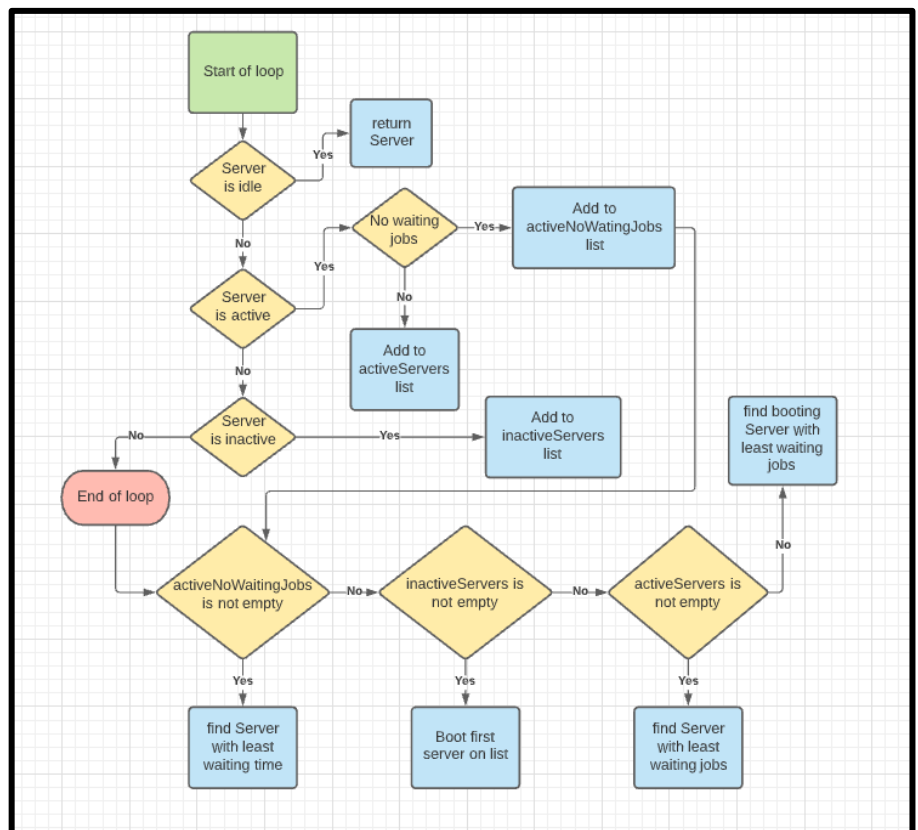 Start of loop
return
Server
Yes
Server
is idle
No
No waiting
jobs
Yes
Add to
activeNoWatingJobs
list
Yes
Server
is active
No
Add to
activeServers
list
No
Server
is inactive
No
Yes
Add to
inactiveServers
list
find booting
Server with
least waiting
jobs
End of loop
No
activeNoWaitingJobs
is not empty
No
inactiveServers is
not empty
No
activeServers is
not empty
Yes
Yes
Yes
find Server
with least
waiting time
Boot first
server on list
find Server
with least
waiting jobs